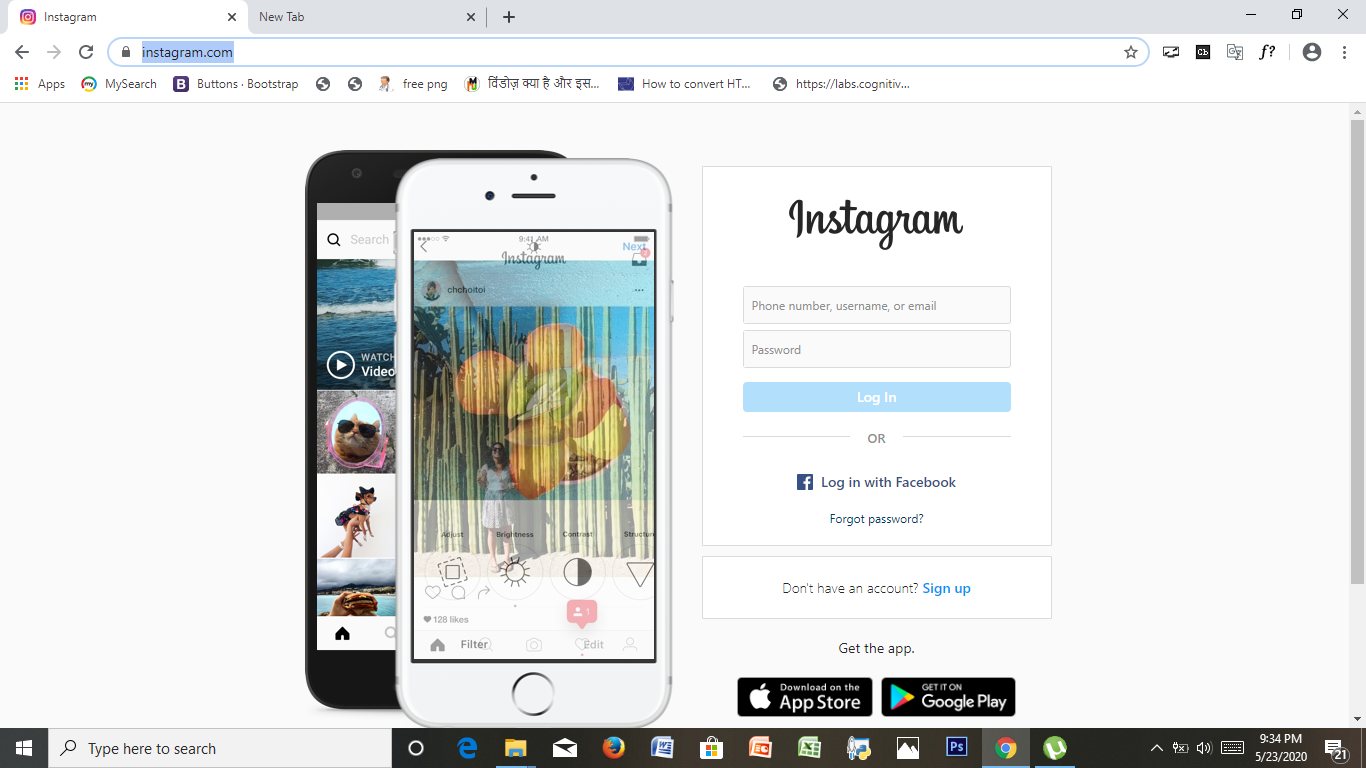 Instagram
New Tab
instagram.com
Apps
MySearch
Buttons · Bootstrap
free png
विंडोज़ क्या है और इस...
How to convert HT...
https://labs.cognitiv...
Search
WATCH
Video
9:41 AM
Next
Instagram
chchoitoi
Adjust
Brightness
Contrast
Structure
1
128 likes
Filter
Edit
Instagram
Phone number, username, or email
Password
Log In
OR
Log in with Facebook
Forgot password?
Don't have an account? Sign up
Get the app.
Download on the
App Store
GET IT ON
Google Play
Type here to search
9:34 PM
5/23/2020
21